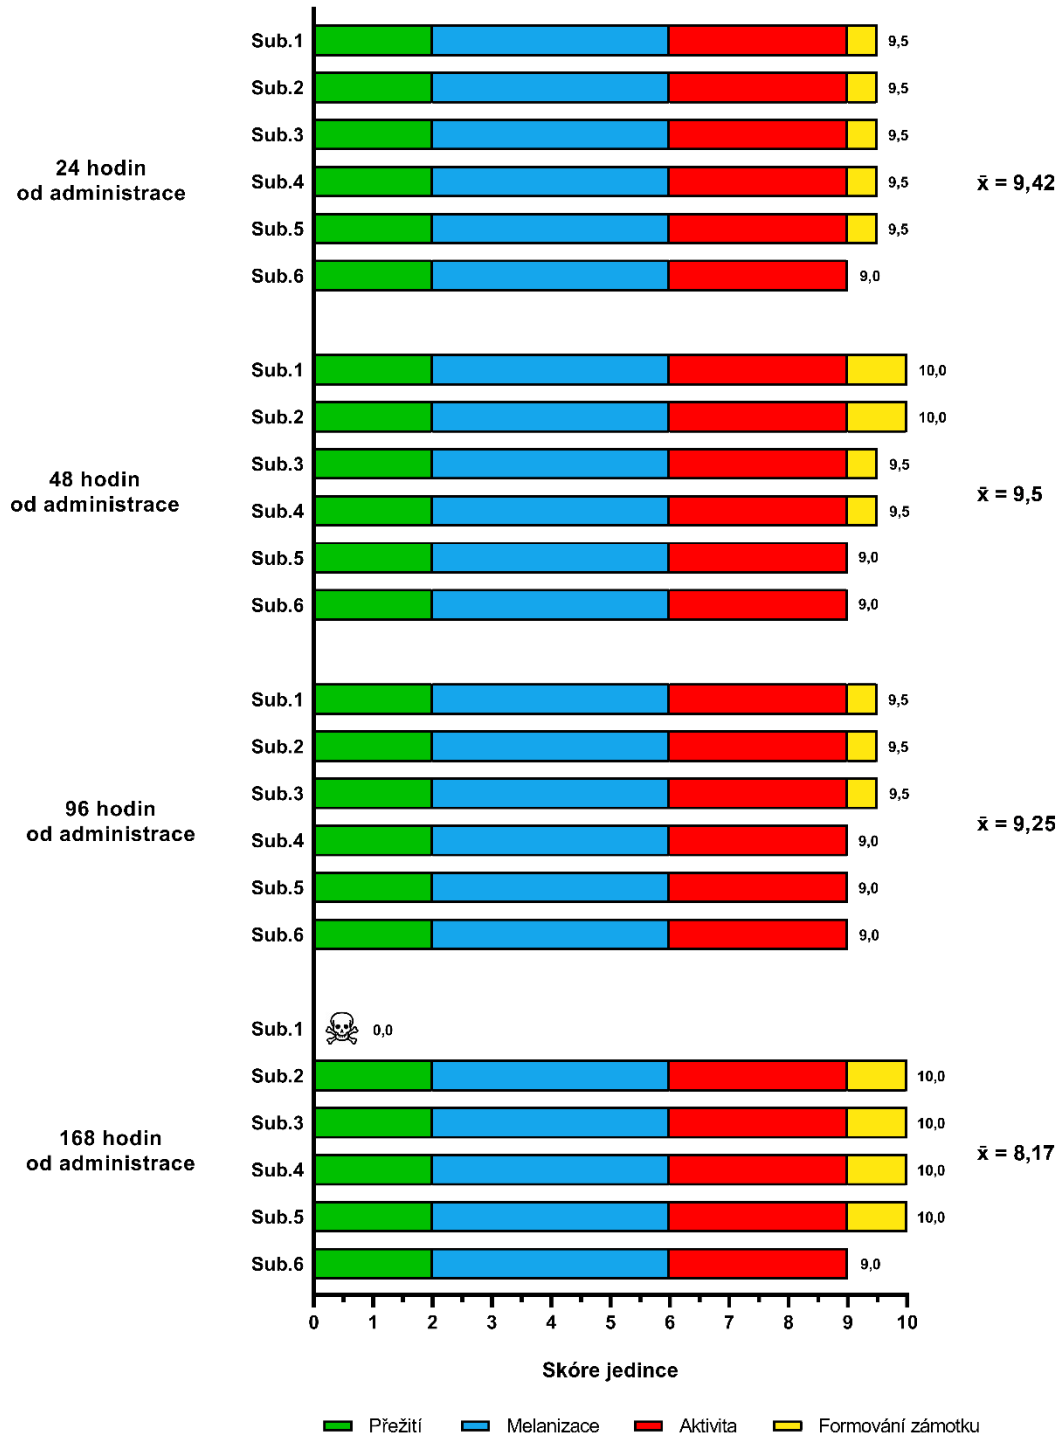 Sub.1 9,5
Sub.2 9,5
Sub.3 9,5
24 hodin
od administrace
Sub.4 9,5
x̄ = 9,42
Sub.5 9,5
Sub.6 9,0
Sub.1 10,0
Sub.2 10,0
Sub.3 9,5
48 hodin
od administrace
Sub.4 9,5
x̄ = 9,5
Sub.5 9,0
Sub.6 9,0
Sub.1 9,5
Sub.2 9,5
Sub.3 9,5
96 hodin
od administrace
Sub.4 9,0
x̄ = 9,25
Sub.5 9,0
Sub.6 9,0
Sub.1 0,0
Sub.2 10,0
Sub.3 10,0
168 hodin
od administrace
Sub.4 10,0
x̄ = 8,17
Sub.5 10,0
Sub.6 9,0
0 1 2 3 4 5 6 7 8 9 10
Skóre jedince
Přežití Melanizace Aktivita Formování zámotku